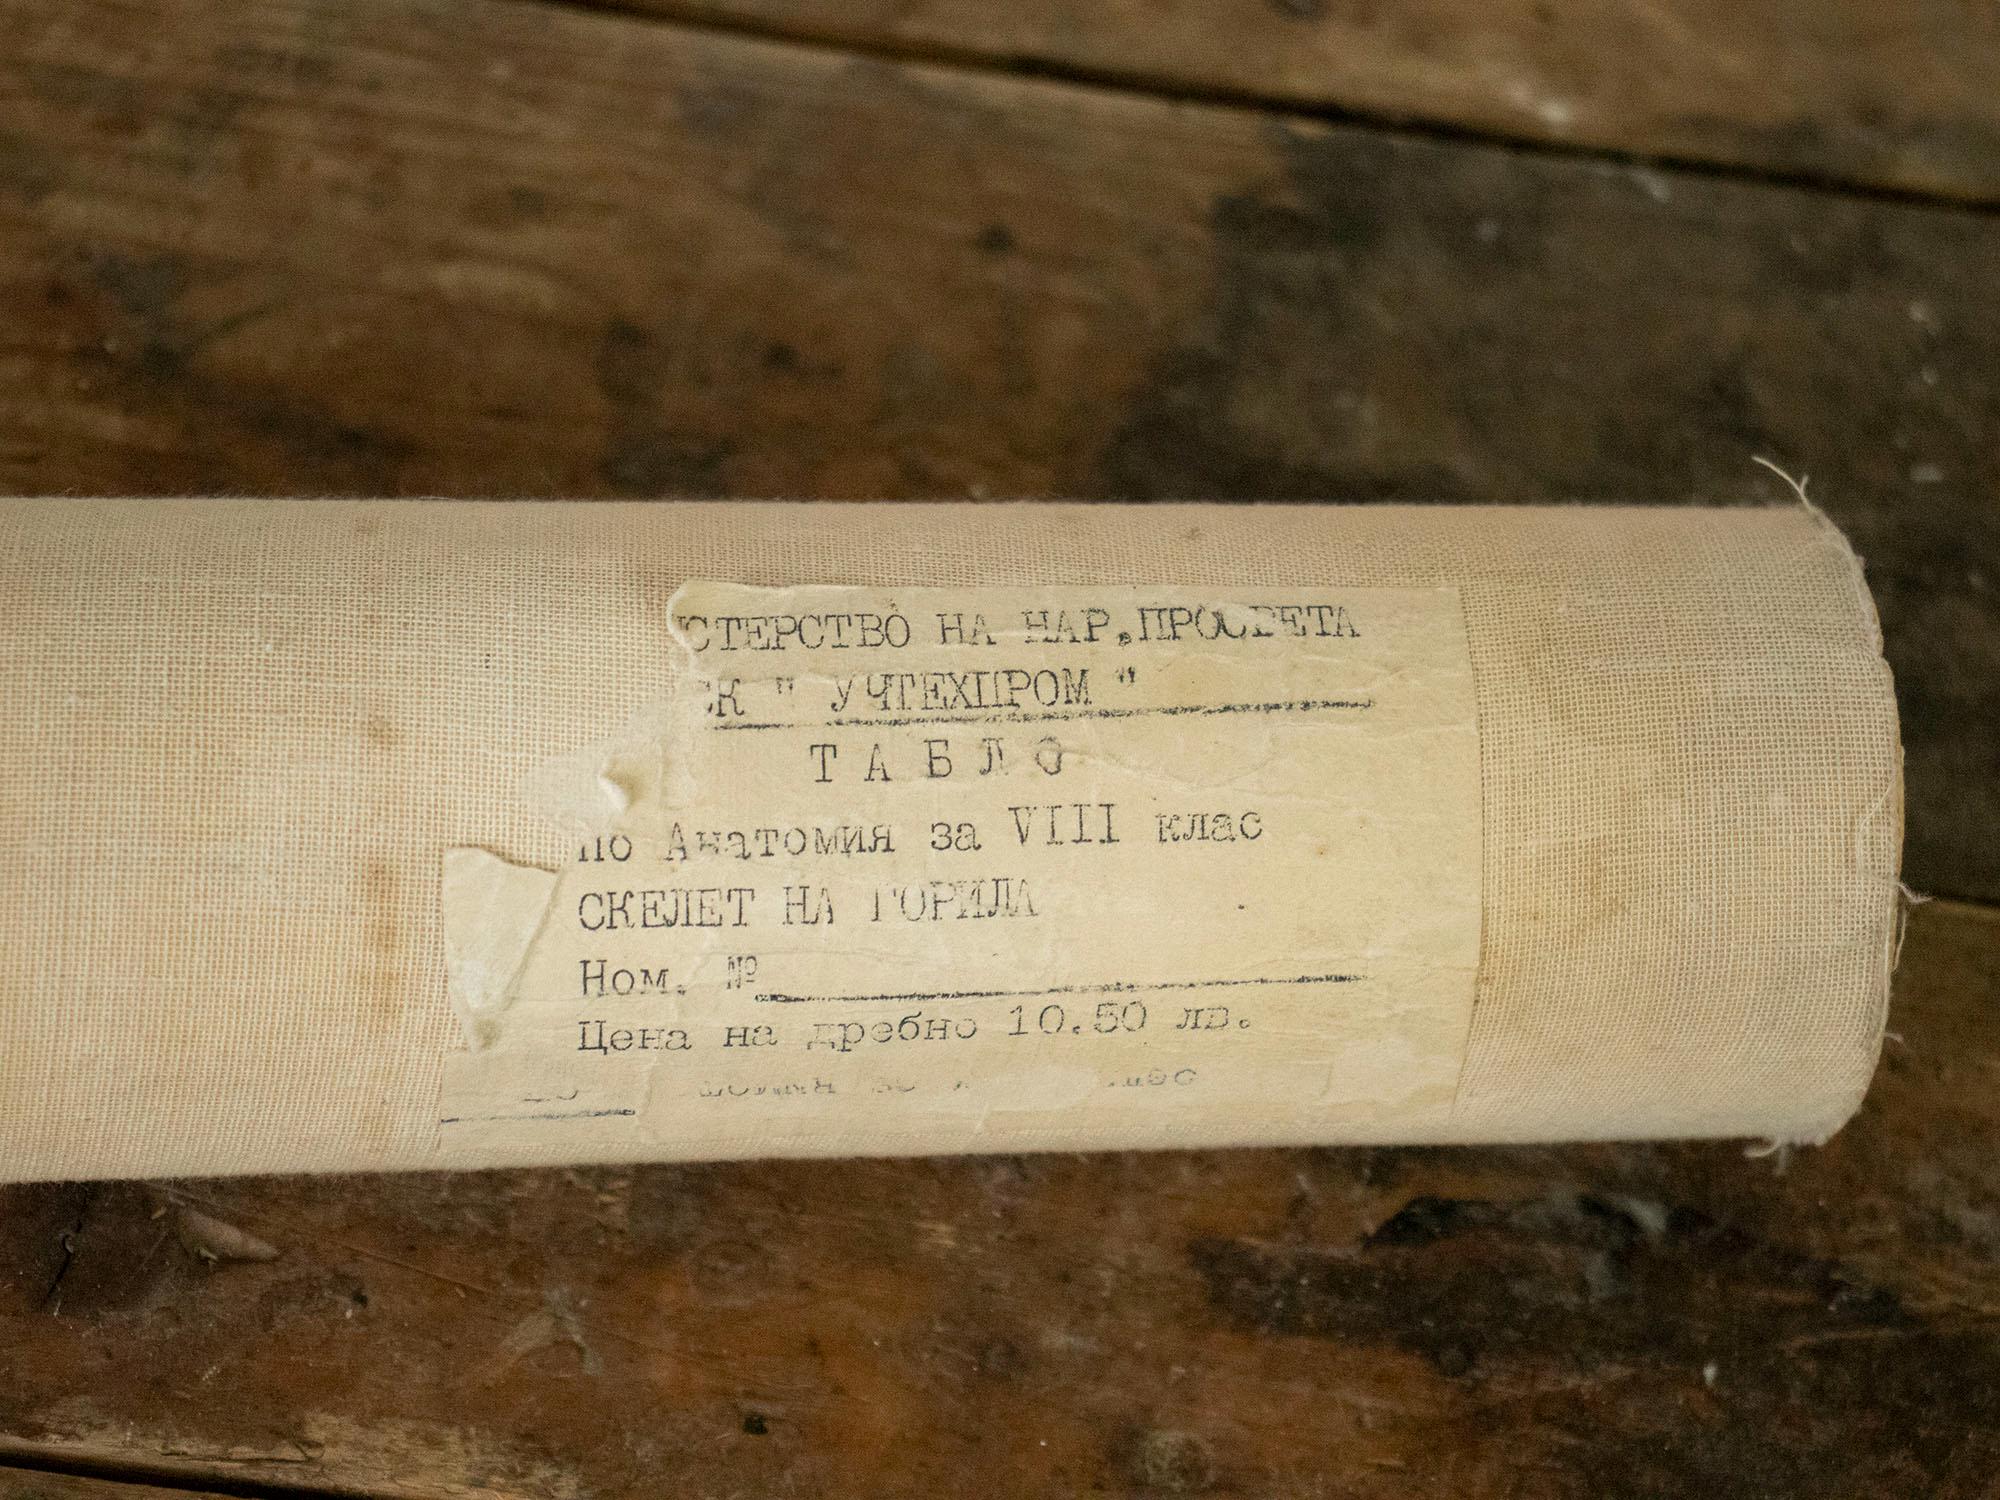 СТЕРСТВО НА НАР.ПРОСВЕТА
СК " УЧТЕХПРОМ "
Т А Б Л О
по Анатомия за VIII клас
СКЕЛЕТ НА ГОРИЛА
Ном. №
Цена на дребно 10.50 лв.